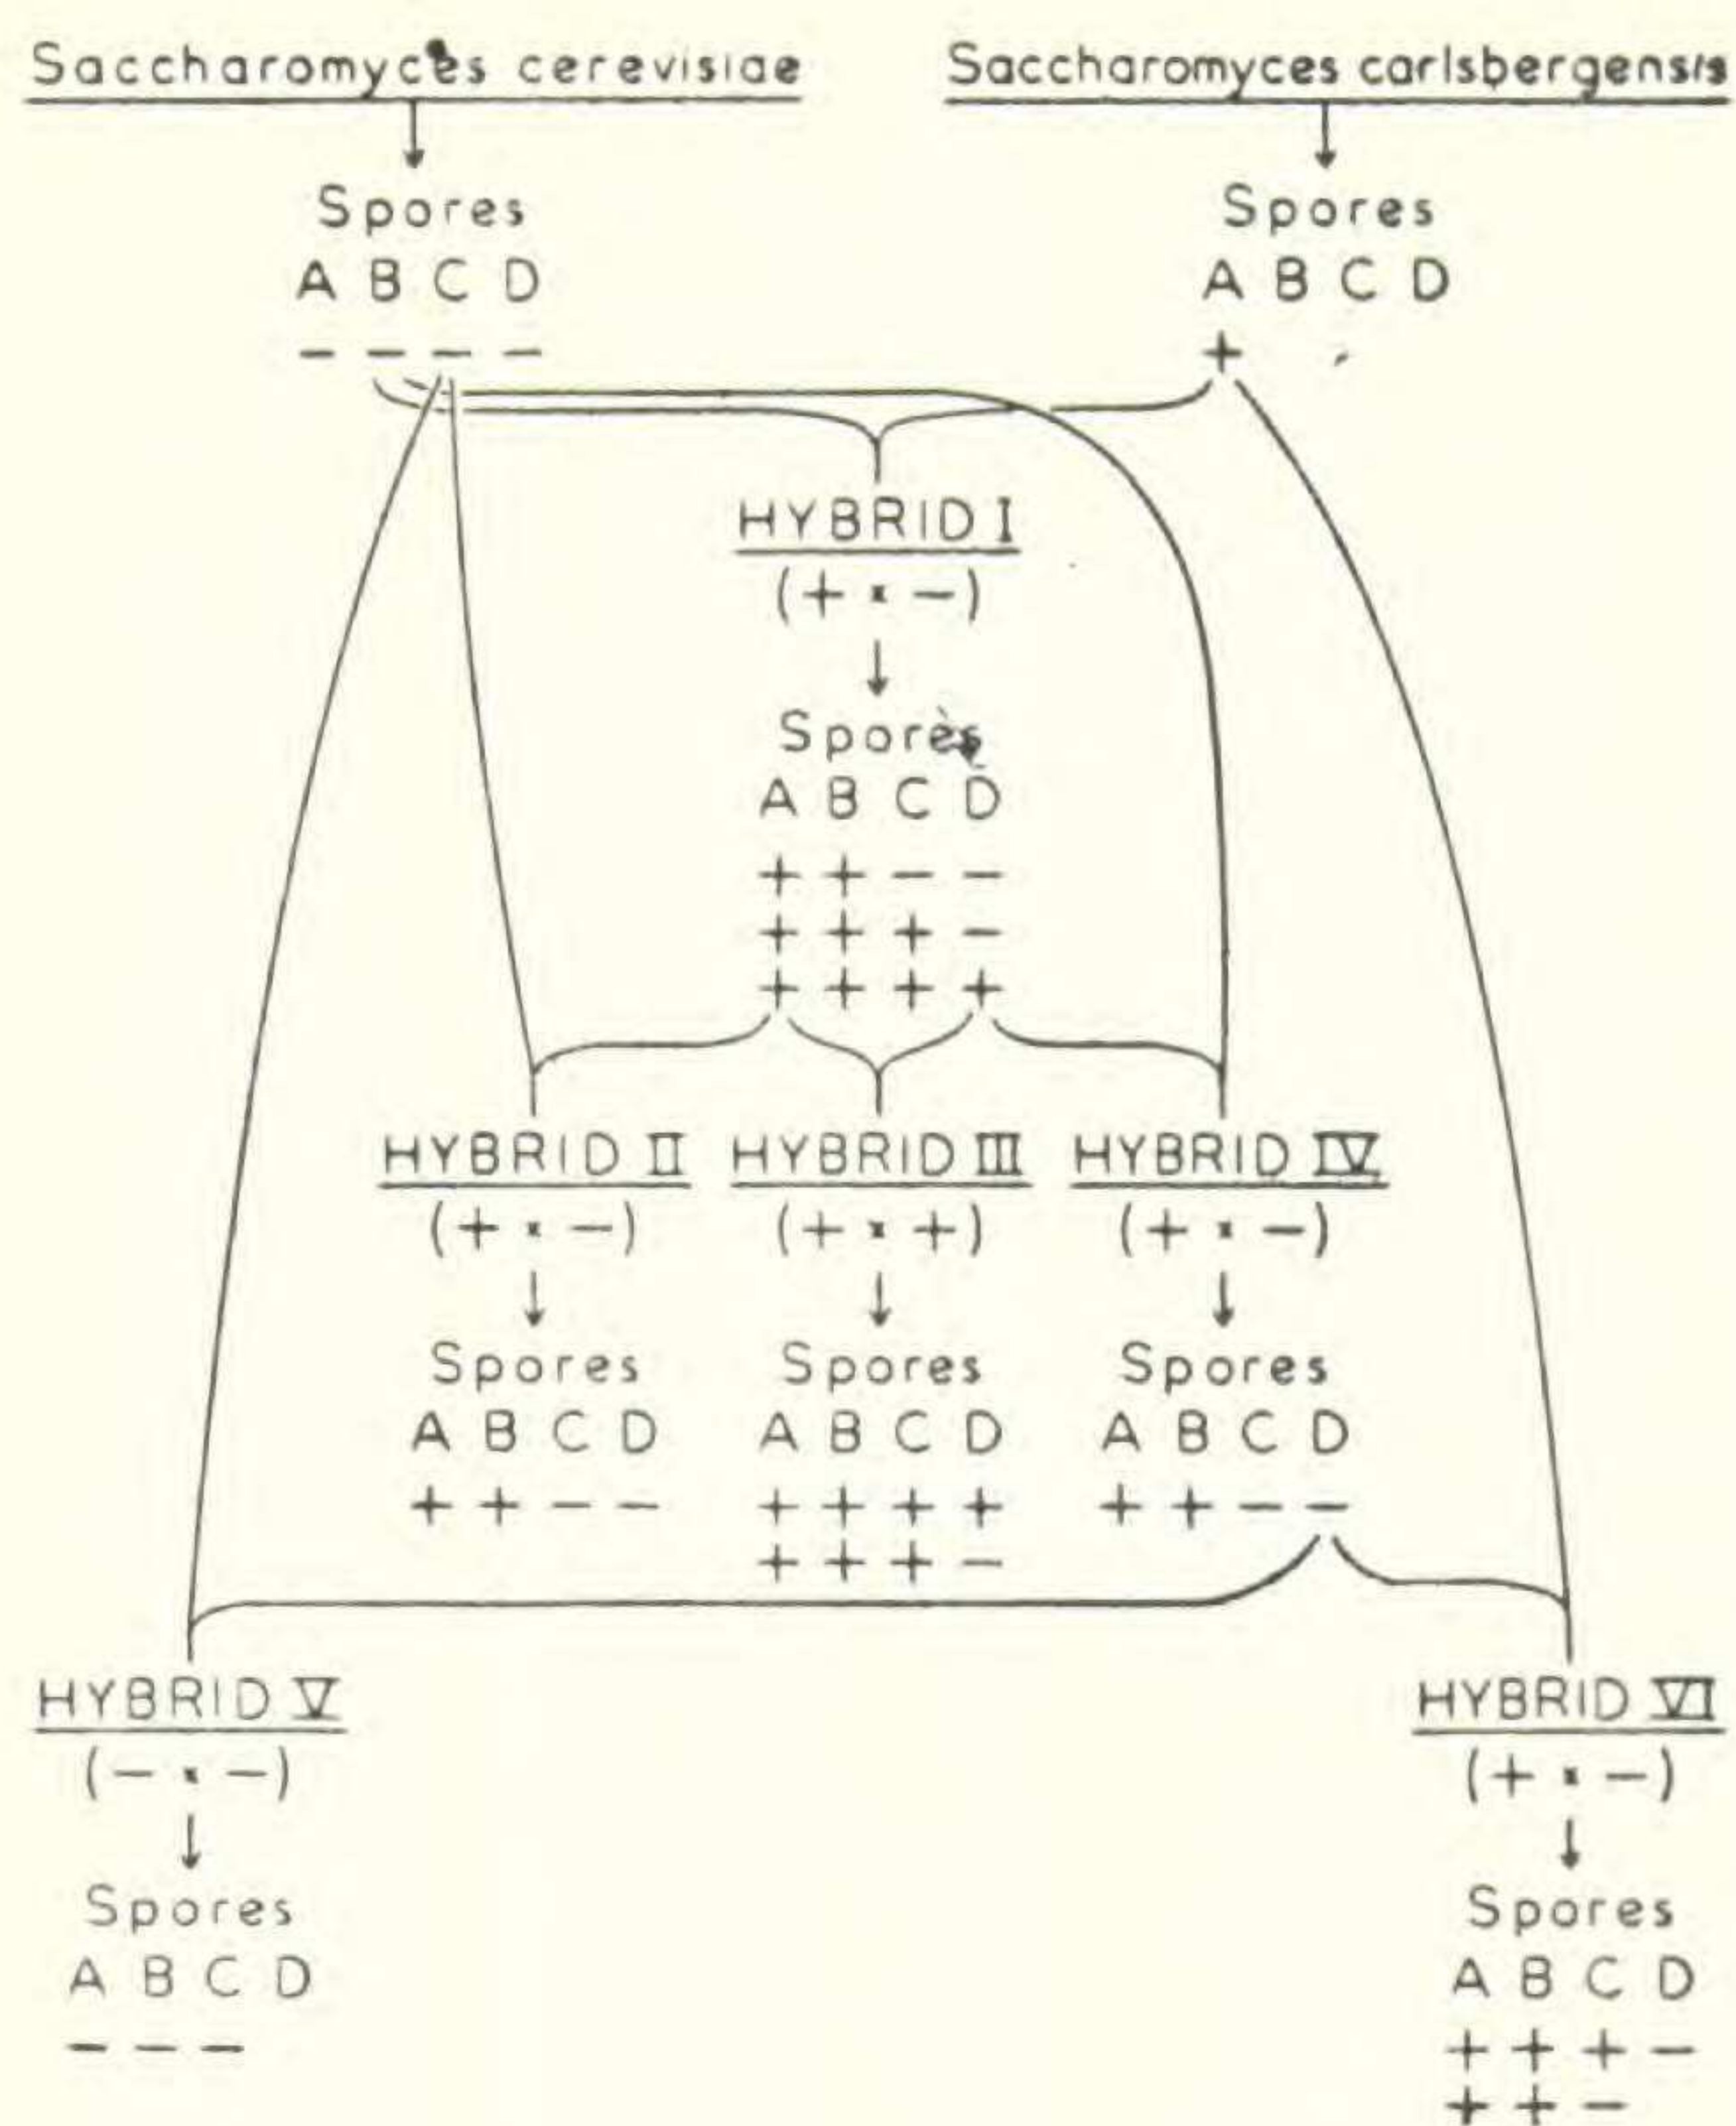 Saccharomyces cerevisiae
Saccharomyces carlsbergensis
Spores
A B C D
− − − −
Spores
A B C D
+
HYBRID I
(+ × −)
Spores
A B C D
+ + − −
+ + + −
+ + + +
HYBRID II
(+ × −)
Spores
A B C D
+ + − −
HYBRID III
(+ × +)
Spores
A B C D
+ + + +
+ + + −
HYBRID IV
(+ × −)
Spores
A B C D
+ + − −
HYBRID V
(− × −)
Spores
A B C D
− − −
HYBRID VI
(+ × −)
Spores
A B C D
+ + + −
+ + −